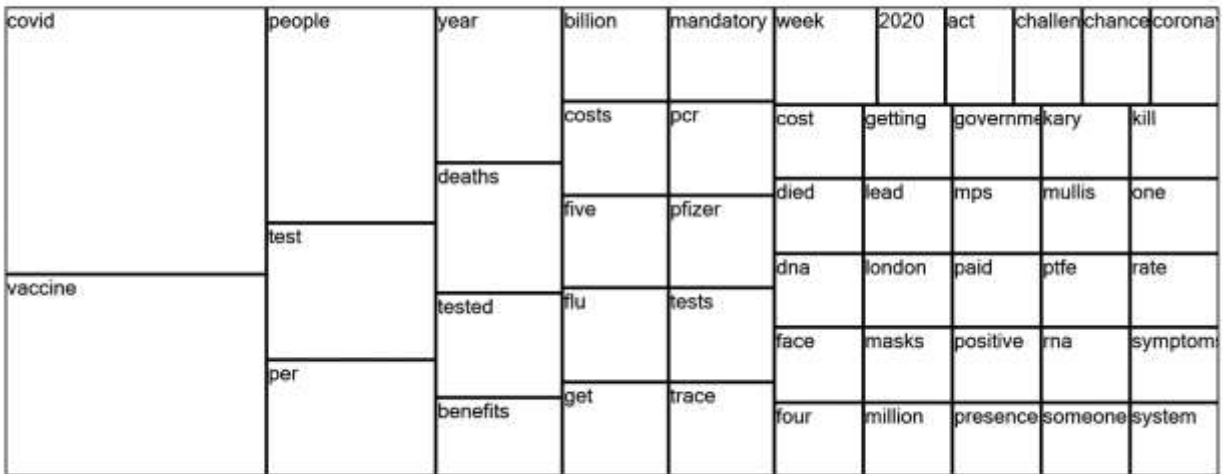 covid
vaccine
people
test
per
year
deaths
tested
benefits
billion
costs
five
flu
get
mandatory
pcr
pfizer
tests
trace
week
2020
act
challen
chance
coronav
cost
getting
governme
kary
kill
died
lead
mps
mullis
one
dna
london
paid
ptfe
rate
face
masks
positive
rna
symptoms
four
million
presence
someone
system